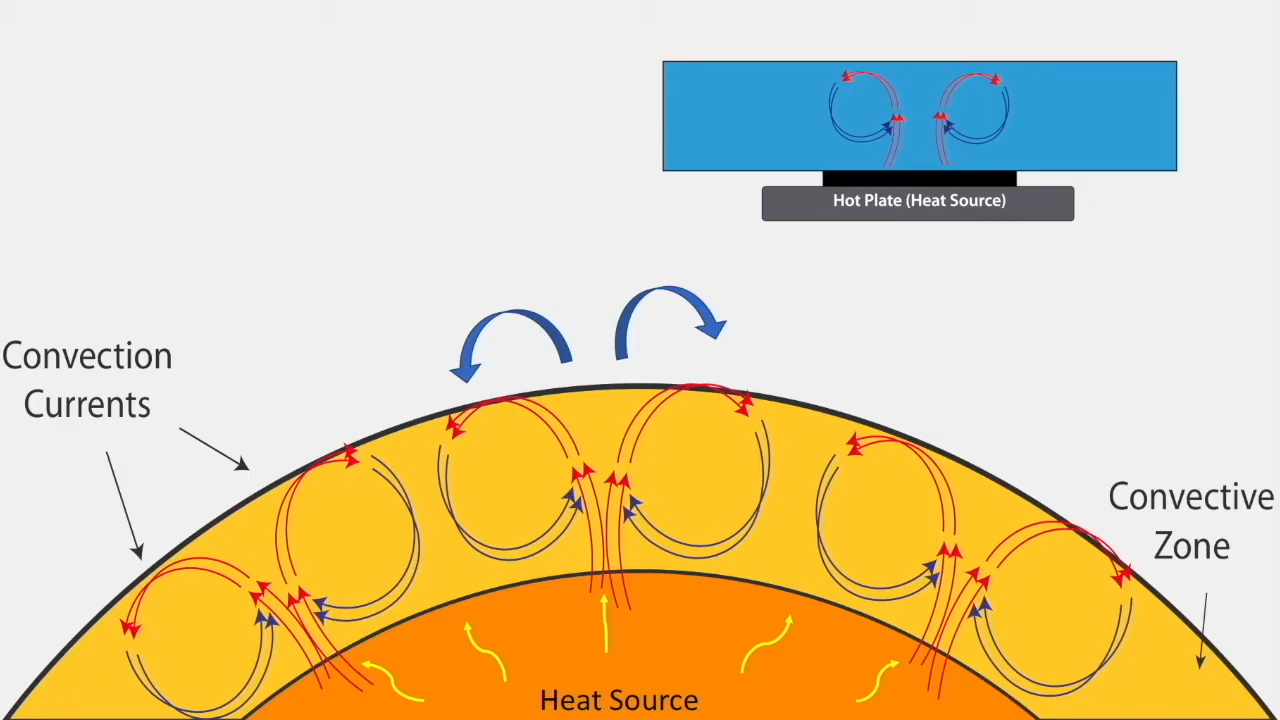 Hot Plate (Heat Source)
Convection
Currents
Convective
Zone
Heat Source